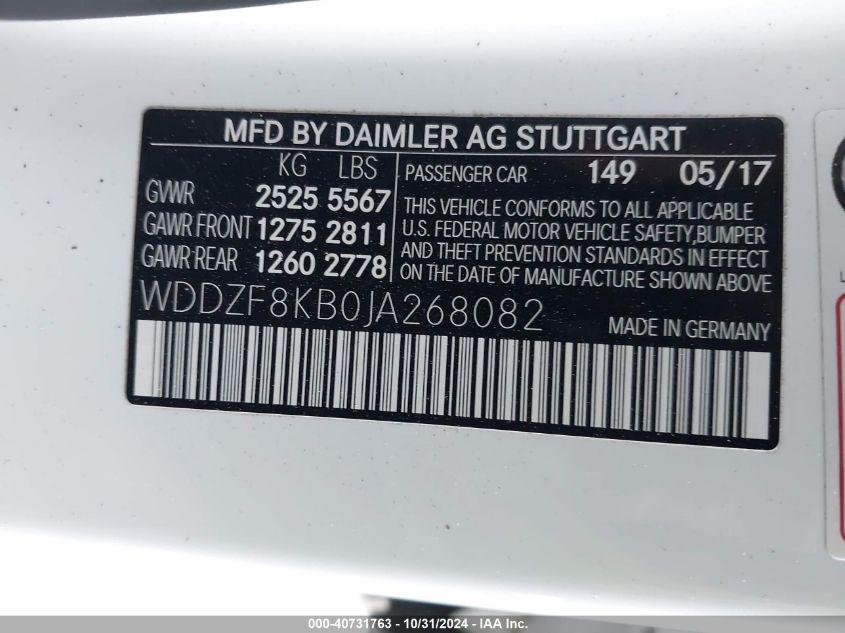 MFD BY DAIMLER AG STUTTGART
KG LBS
GVWR 2525 5567
GAWR FRONT 1275 2811
GAWR REAR 1260 2778
PASSENGER CAR 149 05/17
THIS VEHICLE CONFORMS TO ALL APPLICABLE
U.S. FEDERAL MOTOR VEHICLE SAFETY,BUMPER
AND THEFT PREVENTION STANDARDS IN EFFECT
ON THE DATE OF MANUFACTURE SHOWN ABOVE
WDDZF8KB0JA268082
MADE IN GERMANY
000-40731763 - 10/31/2024 - Copyright © 2024 IAA, Inc.